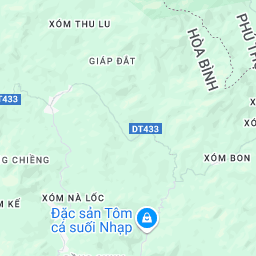 XÓM THU LU
GIÁP ĐẤT
HÒA BÌNH
PHÚ THỌ
DT433
DT433
XÓM BON
G CHIỀNG
M KẾ
XÓM NÀ LỐC
X
Đặc sản Tôm
cá suối Nhạp